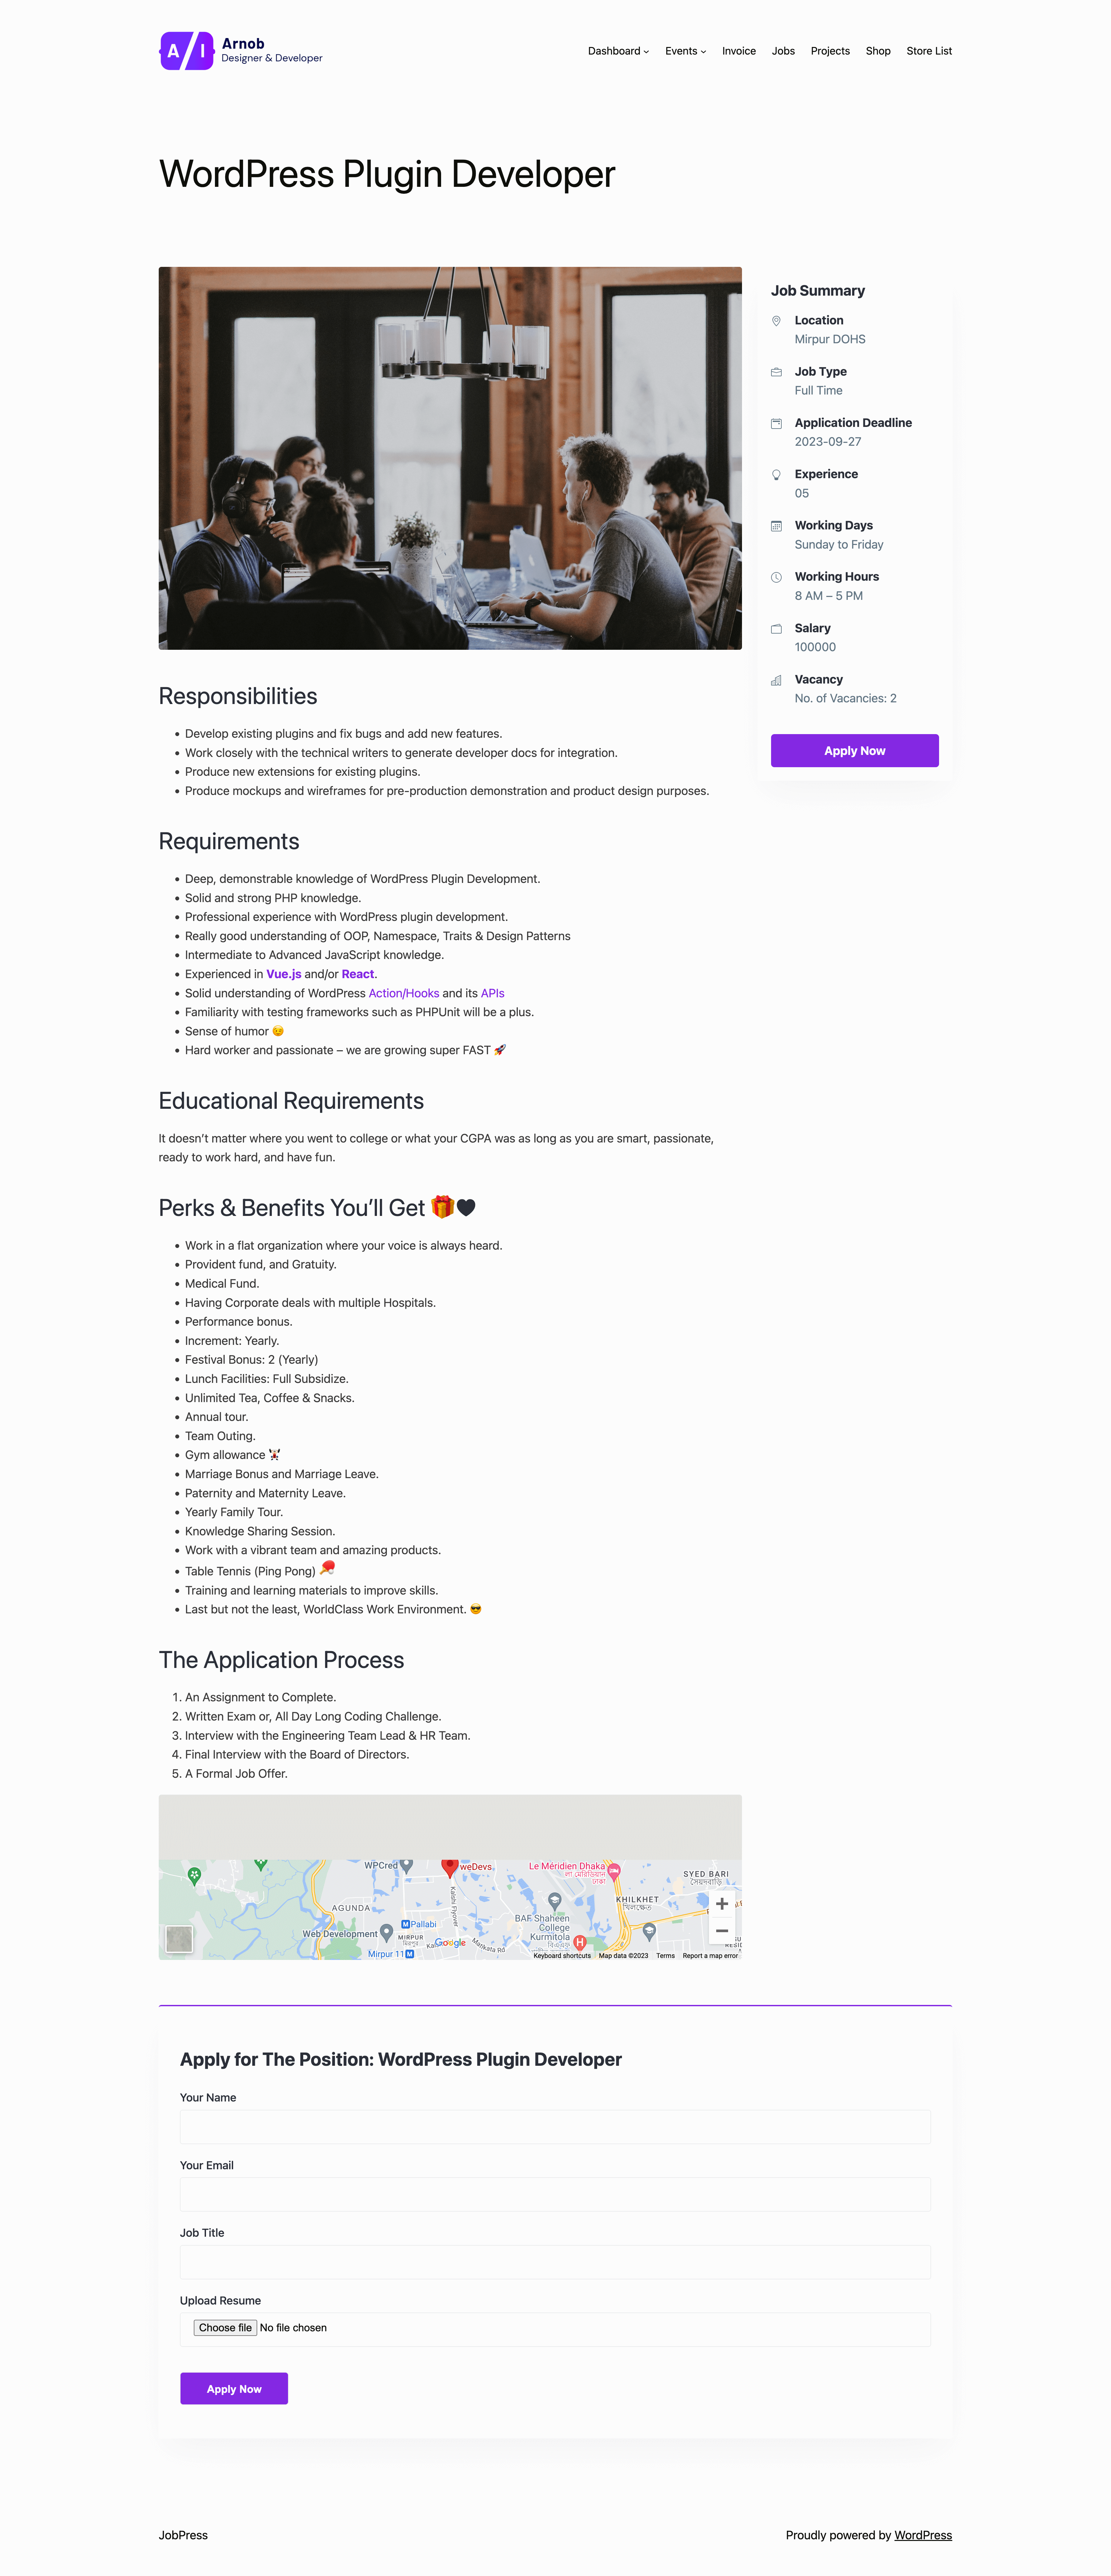 A/I
Arnob
Designer & Developer
Dashboard
Events
Invoice
Jobs
Projects
Shop
Store List
WordPress Plugin Developer
Job Summary
Location
Mirpur DOHS
Job Type
Full Time
Application Deadline
2023-09-27
Experience
05
Working Days
Sunday to Friday
Working Hours
8 AM – 5 PM
Salary
100000
Vacancy
No. of Vacancies: 2
Apply Now
Responsibilities
• Develop existing plugins and fix bugs and add new features.
• Work closely with the technical writers to generate developer docs for integration.
• Produce new extensions for existing plugins.
• Produce mockups and wireframes for pre-production demonstration and product design purposes.
Requirements
• Deep, demonstrable knowledge of WordPress Plugin Development.
• Solid and strong PHP knowledge.
• Professional experience with WordPress plugin development.
• Really good understanding of OOP, Namespace, Traits & Design Patterns
• Intermediate to Advanced JavaScript knowledge.
• Experienced in Vue.js and/or React.
• Solid understanding of WordPress Action/Hooks and its APIs
• Familiarity with testing frameworks such as PHPUnit will be a plus.
• Sense of humor 😉
• Hard worker and passionate – we are growing super FAST 🚀
Educational Requirements
It doesn’t matter where you went to college or what your CGPA was as long as you are smart, passionate,
ready to work hard, and have fun.
Perks & Benefits You’ll Get 🎁🖤
• Work in a flat organization where your voice is always heard.
• Provident fund, and Gratuity.
• Medical Fund.
• Having Corporate deals with multiple Hospitals.
• Performance bonus.
• Increment: Yearly.
• Festival Bonus: 2 (Yearly)
• Lunch Facilities: Full Subsidize.
• Unlimited Tea, Coffee & Snacks.
• Annual tour.
• Team Outing.
• Gym allowance
• Marriage Bonus and Marriage Leave.
• Paternity and Maternity Leave.
• Yearly Family Tour.
• Knowledge Sharing Session.
• Work with a vibrant team and amazing products.
• Table Tennis (Ping Pong) 🏓
• Training and learning materials to improve skills.
• Last but not the least, WorldClass Work Environment. 😎
The Application Process
1. An Assignment to Complete.
2. Written Exam or, All Day Long Coding Challenge.
3. Interview with the Engineering Team Lead & HR Team.
4. Final Interview with the Board of Directors.
5. A Formal Job Offer.
WPCred
weDevs
Le Méridien Dhaka
লা মেরিডিয়ান
ঢাকা
SYED BARI
সৈয়দবাড়ি
AGUNDA
Kalshi Flyover
KHILKHET
খিলক্ষেত
Pallabi
BAF Shaheen
College
Kurmitola
Web Development
MIRPUR
মিরপুর
Google
Matikata Rd
Mirpur 11
Keyboard shortcuts
Map data ©2023
Terms
Report a map error
Apply for The Position: WordPress Plugin Developer
Your Name
Your Email
Job Title
Upload Resume
Choose file No file chosen
Apply Now
JobPress
Proudly powered by WordPress